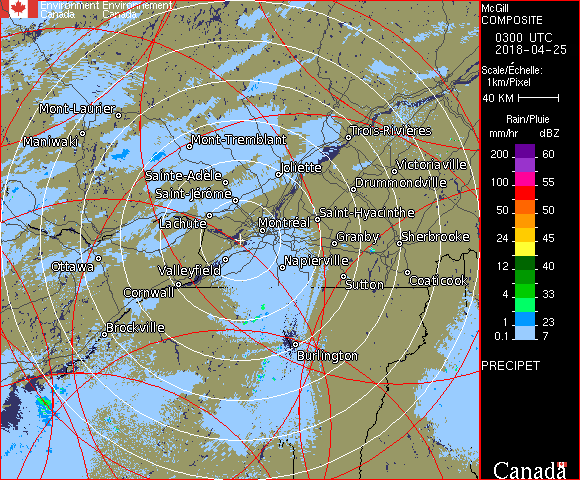 Environment Environnement
Canada Canada
McGill
COMPOSITE
0300 UTC
2018-04-25
Scale/Échelle:
1km/Pixel
40 KM
Rain/Pluie
mm/hr dBZ
200 60
100 55
50 50
24 45
12 40
4 33
1 23
0.1 7
PRECIPET
Canada
Mont-Laurier
Maniwaki
Mont-Tremblant
Trois-Rivières
Sainte-Adèle
Joliette
Victoriaville
Saint-Jérôme
Drummondville
Lachute
Montréal
Saint-Hyacinthe
Granby
Sherbrooke
Ottawa
Valleyfield
Napierville
Cornwall
Sutton
Coaticook
Brockville
Burlington